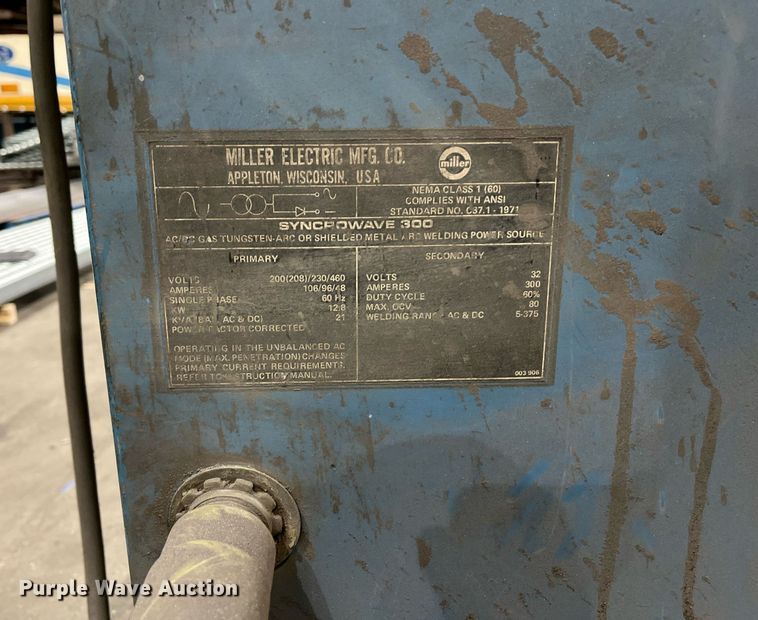 MILLER ELECTRIC MFG. CO.
miller
APPLETON, WISCONSIN, U.S.A
NEMA CLASS 1 (60)
COMPLIES WITH ANSI
STANDARD NO. C87.1 - 1971
SYNCROWAVE 300
AC/DC GAS TUNGSTEN-ARC OR SHIELDED METAL ARC WELDING POWER SOURCE
PRIMARY
VOLTS 200(208)/230/460
AMPERES 106/96/48
SINGLE PHASE 60 Hz
KW 12.8
KVA (BAL. AC & DC) 21
POWER FACTOR CORRECTED
OPERATING IN THE UNBALANCED AC
MODE (MAX. PENETRATION) CHANGES
PRIMARY CURRENT REQUIREMENTS.
REFER TO INSTRUCTION MANUAL.
SECONDARY
VOLTS 32
AMPERES 300
DUTY CYCLE 60%
MAX. OCV 80
WELDING RANGE AC & DC 5-375
003 906
Purple Wave Auction